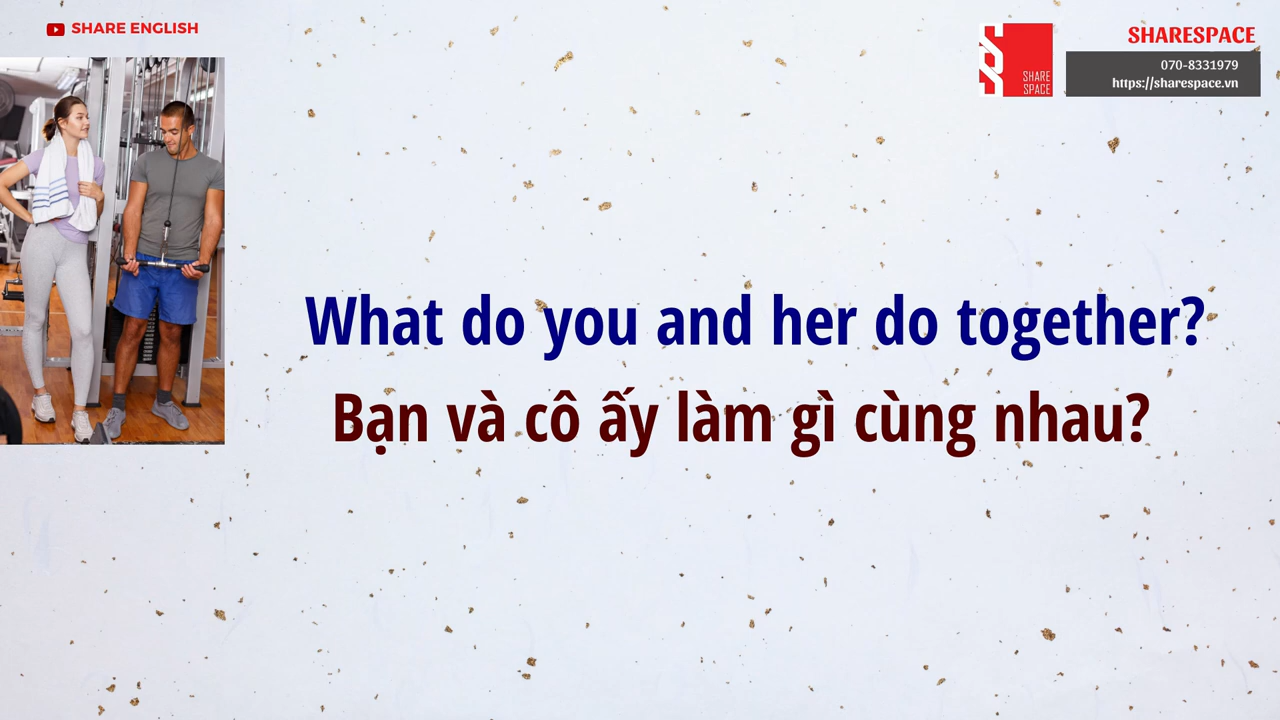 SHARE ENGLISH
SHARE
SPACE
SHARESPACE
070-8331979
https://sharespace.vn
What do you and her do together?
Bạn và cô ấy làm gì cùng nhau?